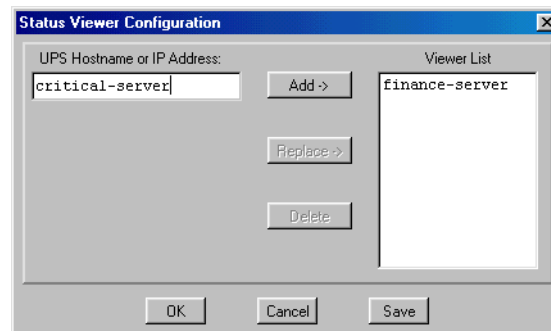 Status Viewer Configuration
UPS Hostname or IP Address:
critical-server
Add ->
Replace ->
Delete
Viewer List
finance-server
OK
Cancel
Save